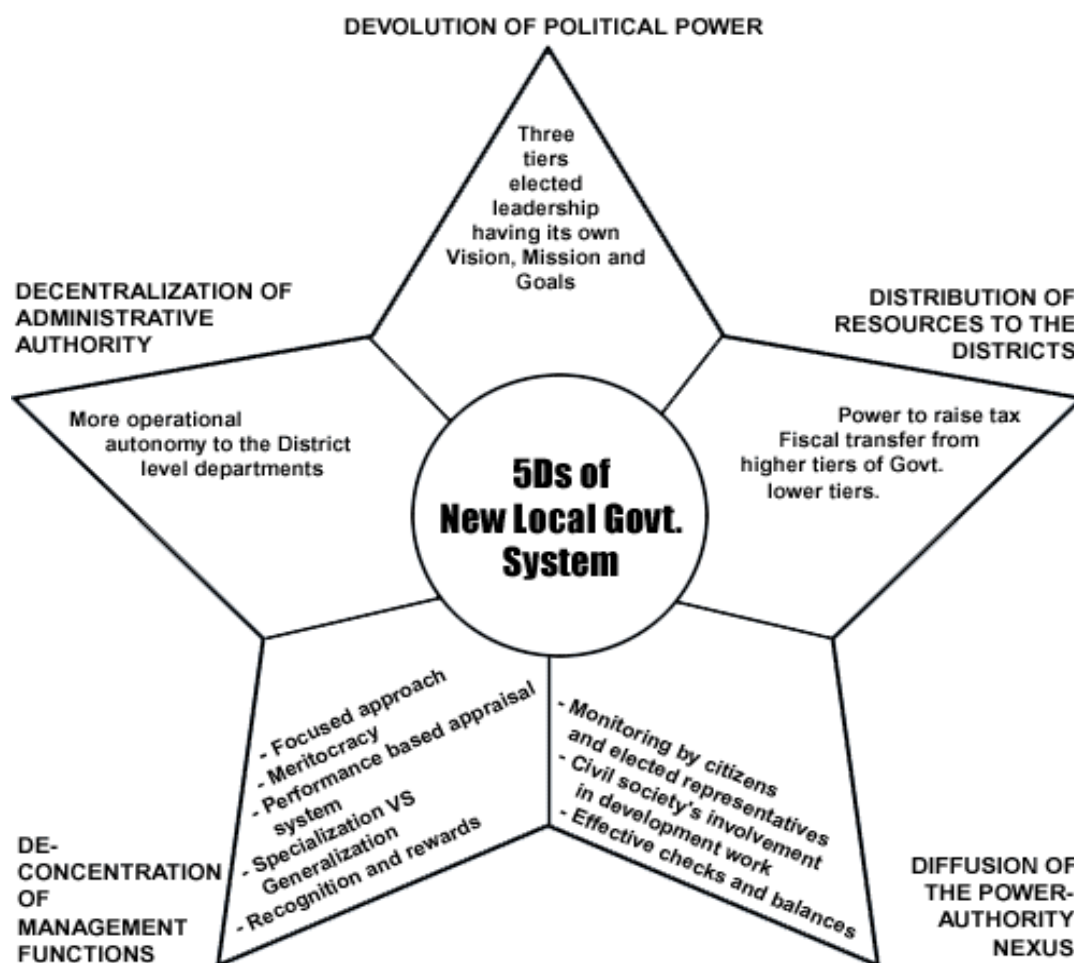 DEVOLUTION OF POLITICAL POWER
Three
tiers
elected
leadership
having its own
Vision, Mission and
Goals
DECENTRALIZATION OF
ADMINISTRATIVE
AUTHORITY
More operational
autonomy to the District
level departments
DISTRIBUTION OF
RESOURCES TO THE
DISTRICTS
Power to raise tax
Fiscal transfer from
higher tiers of Govt.
lower tiers.
5Ds of
New Local Govt.
System
DE-
CONCENTRATION
OF
MANAGEMENT
FUNCTIONS
- Focused approach
- Meritocracy
- Performance based appraisal
system
- Specialization VS
Generalization
- Recognition and rewards
- Monitoring by citizens
and elected representatives
- Civil society's involvement
in development work
- Effective checks and balances
DIFFUSION OF
THE POWER-
AUTHORITY
NEXUS